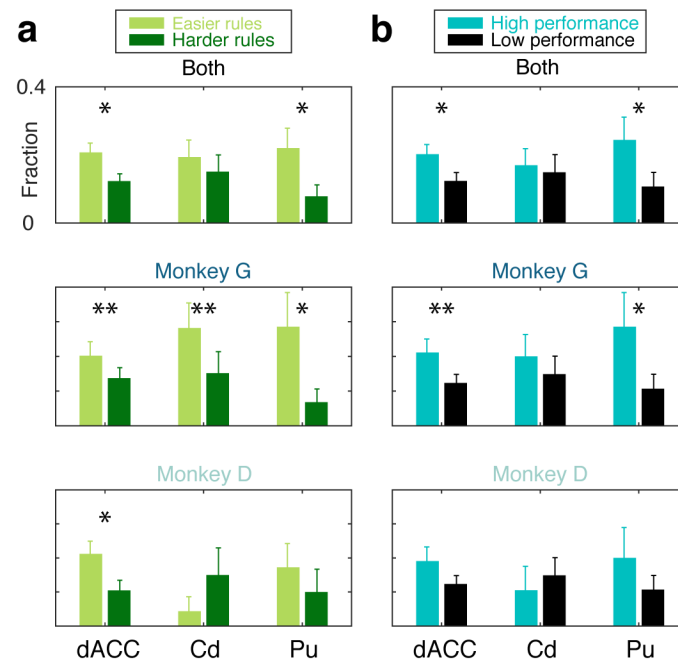 a
Easier rules
Harder rules
b
High performance
Low performance
Both
Both
0.4
Fraction
0
*
*
*
*
Monkey G
Monkey G
**
**
*
**
*
Monkey D
Monkey D
*
dACC
Cd
Pu
dACC
Cd
Pu